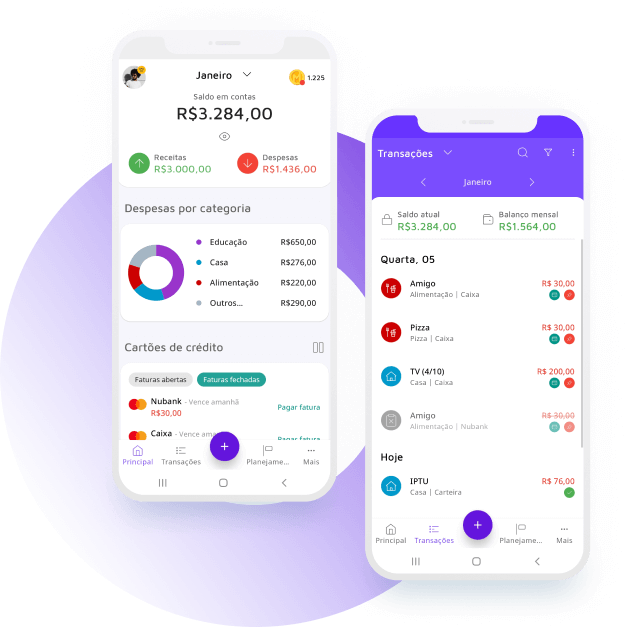 Janeiro
1.225
Saldo em contas
R$3.284,00
Receitas
R$3.000,00
Despesas
R$1.436,00
Despesas por categoria
Educação R$650,00
Casa R$276,00
Alimentação R$220,00
Outros... R$290,00
Cartões de crédito
Faturas abertas Faturas fechadas
Nubank - Vence amanhã
R$30,00
Pagar fatura
Caixa - Vence
Pagar fatura
Principal Transações + Planejame... Mais
Transações
Janeiro
Saldo atual
R$3.284,00
Balanço mensal
R$1.564,00
Quarta, 05
Amigo R$ 30,00
Alimentação | Caixa
Pizza R$ 30,00
Pizza | Caixa
TV (4/10) R$ 200,00
Casa | Caixa
Amigo R$ 30,00
Alimentação | Nubank
Hoje
IPTU R$ 76,00
Casa | Carteira
Principal Transações + Planejame... Mais